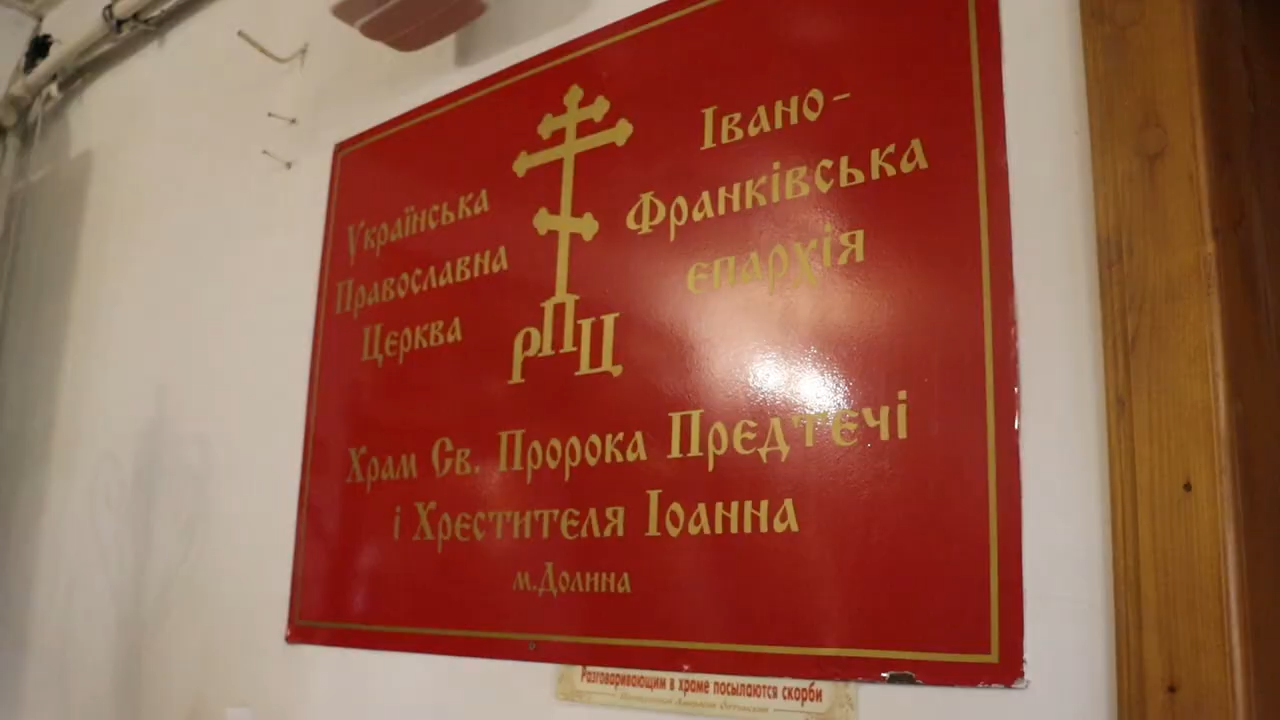 Українська
Православна
Церква
РПЦ
Івано-
Франківська
єпархія
Храм Св. Пророка Предтечі
і Хрестителя Іоанна
м.Долина
Разговаривающим в храме посылаются скорби